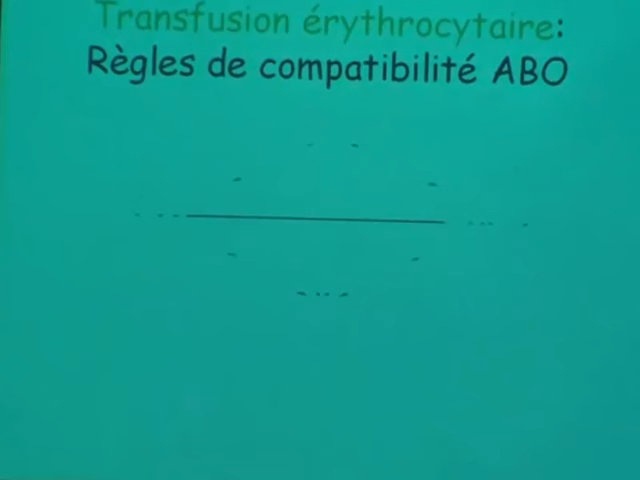 Transfusion érythrocytaire:
Règles de compatibilité ABO